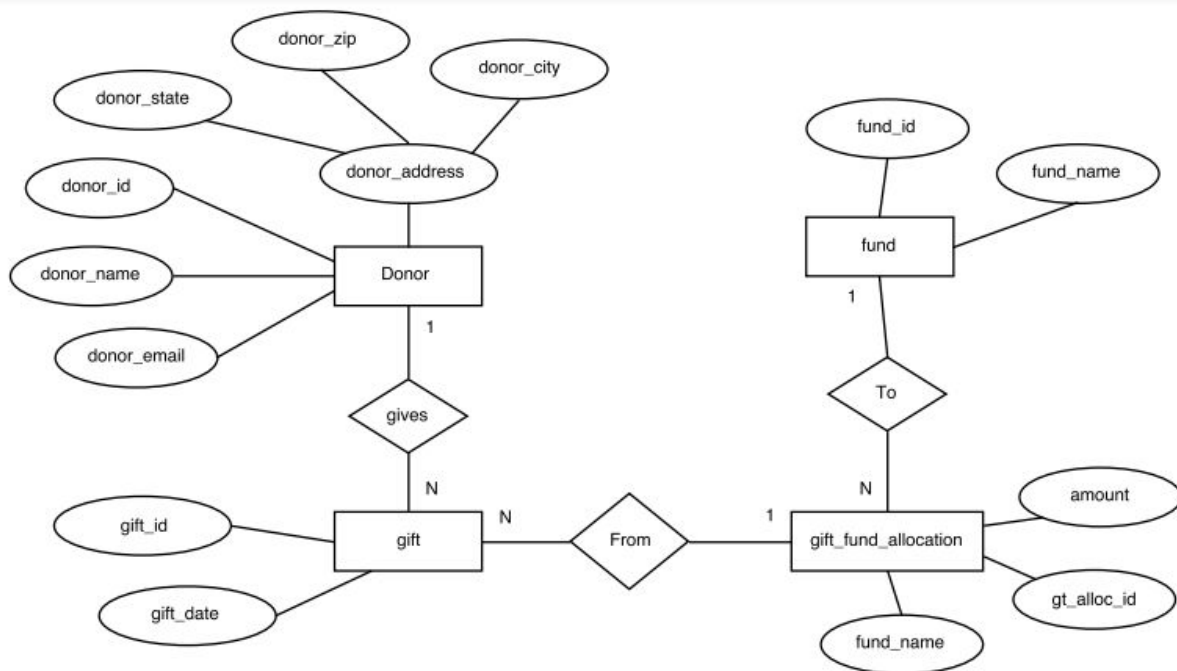 donor_zip
donor_city
donor_state
donor_address
donor_id
donor_name
Donor
donor_email
1
gives
N
gift_id
gift
gift_date
N
From
1
fund_id
fund_name
fund
1
To
N
gift_fund_allocation
amount
gt_alloc_id
fund_name